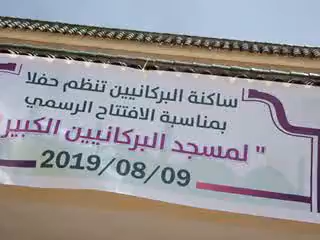 ساكنة البركانيين تنظم حفلا
بمناسبة الافتتاح الرسمي
" لمسجد البركانيين الكبير"
2019/08/09